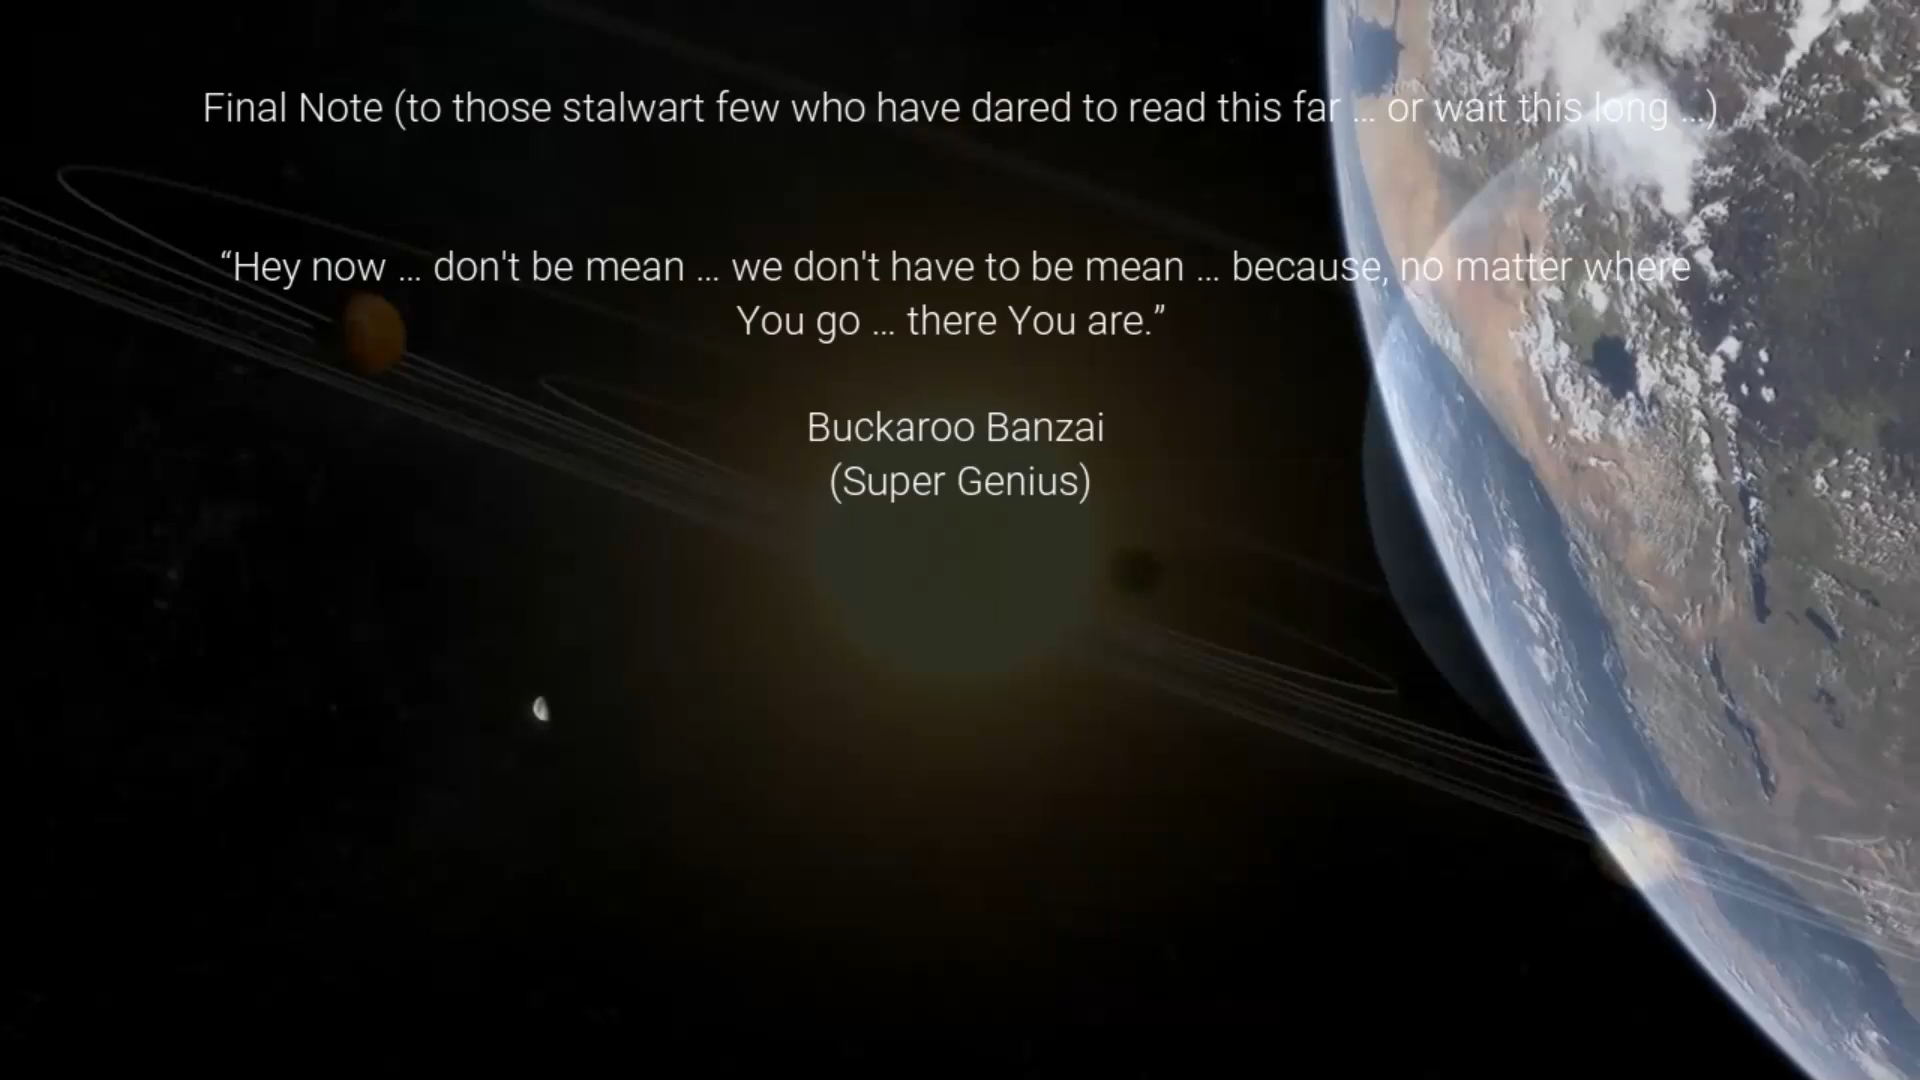 Final Note (to those stalwart few who have dared to read this far ... or wait this long ...)
“Hey now ... don't be mean ... we don't have to be mean ... because, no matter where
You go ... there You are.”
Buckaroo Banzai
(Super Genius)